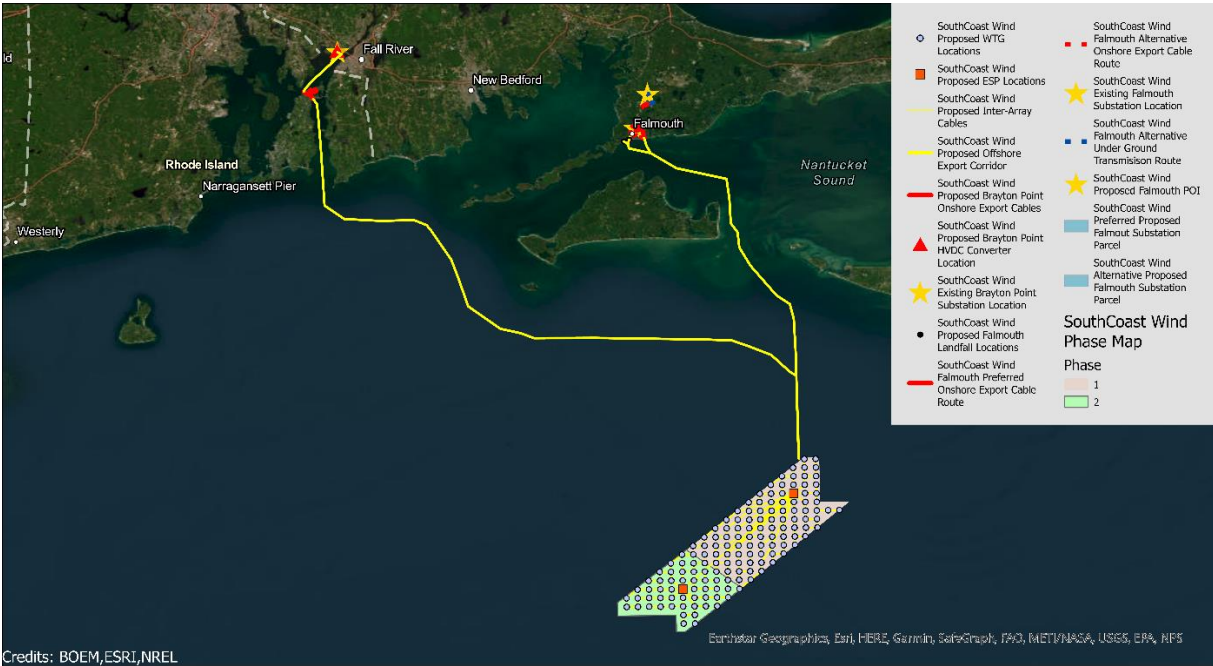 ld
Fall River
New Bedford
Falmouth
Rhode Island
Narragansett Pier
Westerly
Nantucket
Sound
SouthCoast Wind
Proposed WTG
Locations
SouthCoast Wind
Proposed ESP Locations
SouthCoast Wind
Proposed Inter-Array
Cables
SouthCoast Wind
Proposed Offshore
Export Corridor
SouthCoast Wind
Proposed Brayton Point
Onshore Export Cables
SouthCoast Wind
Proposed Brayton Point
HVDC Converter
Location
SouthCoast Wind
Existing Brayton Point
Substation Location
SouthCoast Wind
Proposed Falmouth
Landfall Locations
SouthCoast Wind
Falmouth Preferred
Onshore Export Cable
Route
SouthCoast Wind
Falmouth Alternative
Onshore Export Cable
Route
SouthCoast Wind
Existing Falmouth
Substation Location
SouthCoast Wind
Falmouth Alternative
Under Ground
Transmisison Route
SouthCoast Wind
Proposed Falmouth POI
SouthCoast Wind
Preferred Proposed
Falmout Substation
Parcel
SouthCoast Wind
Alternative Proposed
Falmouth Substation
Parcel
SouthCoast Wind
Phase Map
Phase
1
2
Earthstar Geographics, Esri, HERE, Garmin, SafeGraph, FAO, METI/NASA, USGS, EPA, NPS
Credits: BOEM,ESRI,NREL